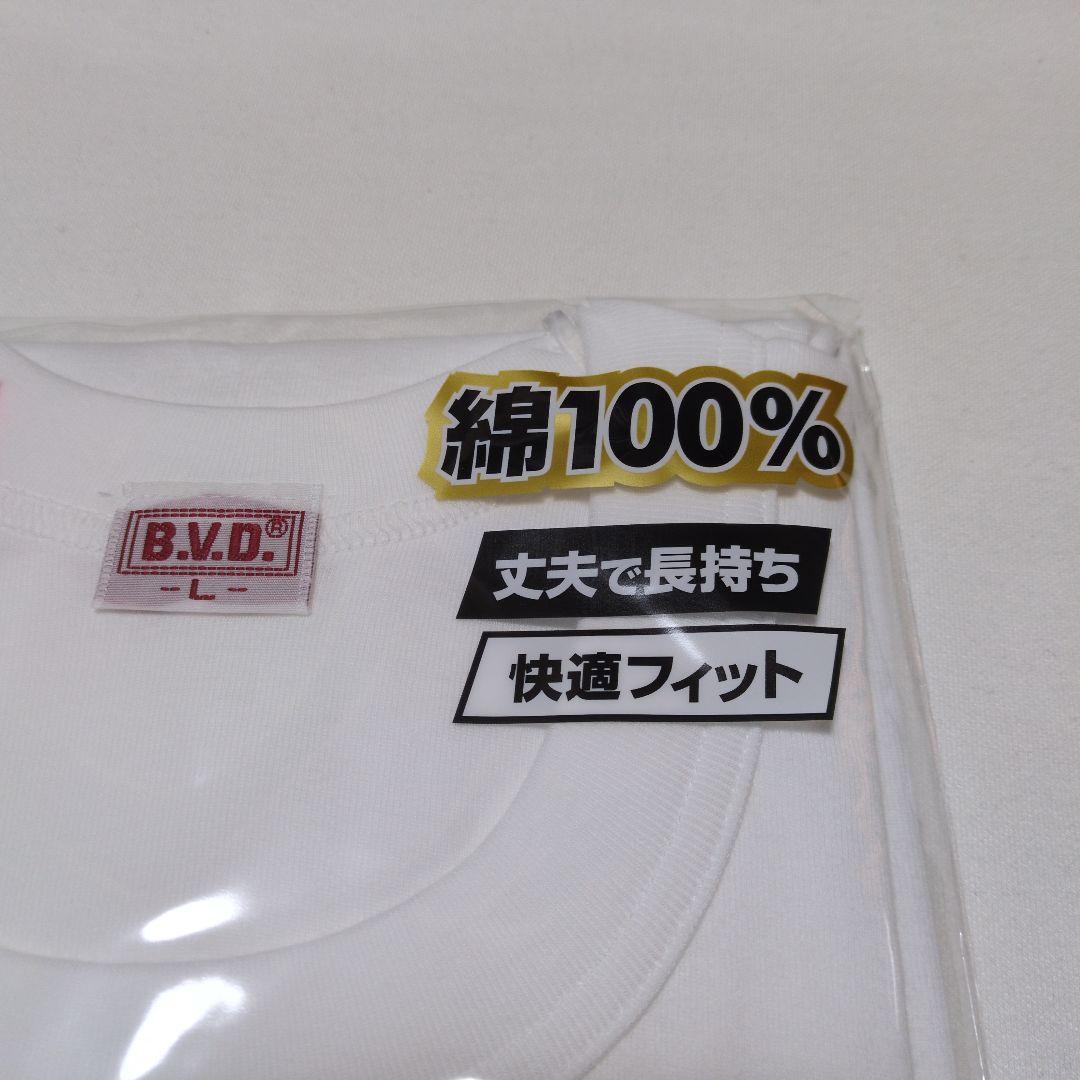 綿100%
B.V.D.®
-L-
丈夫で長持ち
快適フィット